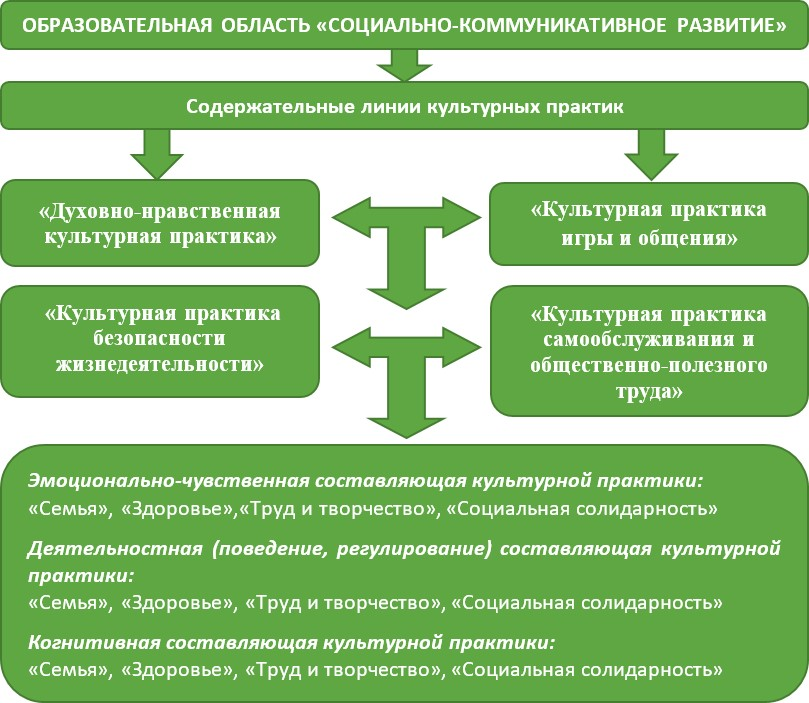 ОБРАЗОВАТЕЛЬНАЯ ОБЛАСТЬ «СОЦИАЛЬНО-КОММУНИКАТИВНОЕ РАЗВИТИЕ»
Содержательные линии культурных практик
«Духовно-нравственная
культурная практика»
«Культурная практика
игры и общения»
«Культурная практика
безопасности
жизнедеятельности»
«Культурная практика
самообслуживания и
общественно-полезного
труда»
Эмоционально-чувственная составляющая культурной практики:
«Семья», «Здоровье»,«Труд и творчество», «Социальная солидарность»
Деятельностная (поведение, регулирование) составляющая культурной
практики:
«Семья», «Здоровье», «Труд и творчество», «Социальная солидарность»
Когнитивная составляющая культурной практики:
«Семья», «Здоровье», «Труд и творчество», «Социальная солидарность»